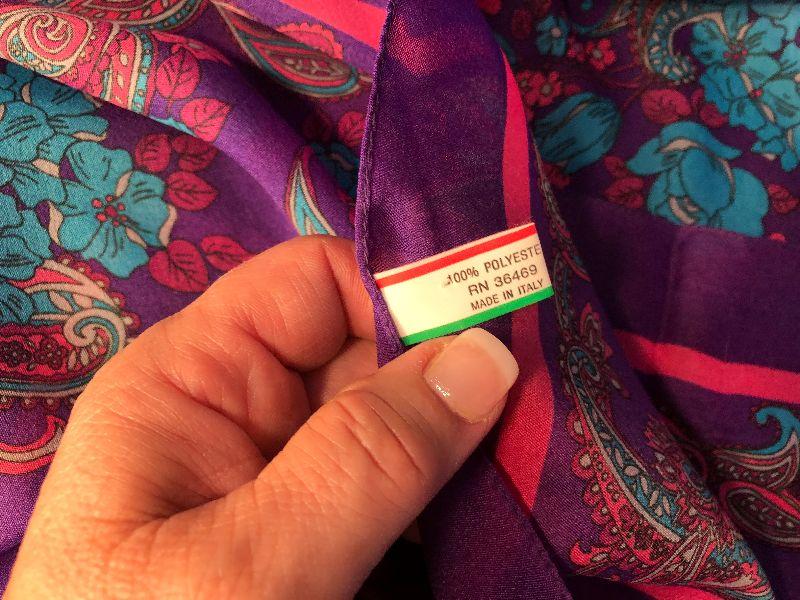 100% POLYESTE
RN 36469
MADE IN ITALY